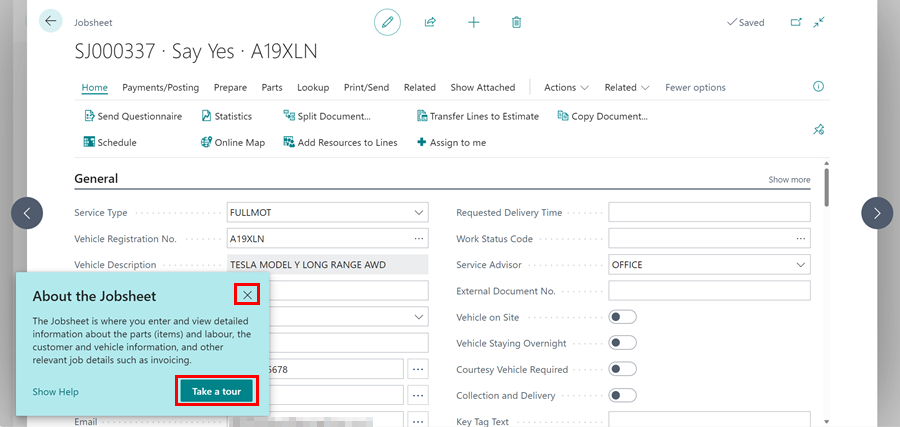 Jobsheet
Saved
SJ000337 · Say Yes · A19XLN
Home Payments/Posting Prepare Parts Lookup Print/Send Related Show Attached Actions Related Fewer options
Send Questionnaire Statistics Split Document... Transfer Lines to Estimate Copy Document...
Schedule Online Map Add Resources to Lines Assign to me
General
Show more
Service Type FULLMOT
Requested Delivery Time
Vehicle Registration No. A19XLN
Work Status Code
Vehicle Description TESLA MODEL Y LONG RANGE AWD
Service Advisor OFFICE
External Document No.
Vehicle on Site
Vehicle Staying Overnight
Courtesy Vehicle Required
Collection and Delivery
Key Tag Text
About the Jobsheet
The Jobsheet is where you enter and view detailed
information about the parts (items) and labour, the
customer and vehicle information, and other
relevant job details such as invoicing.
Show Help Take a tour
5678
Email